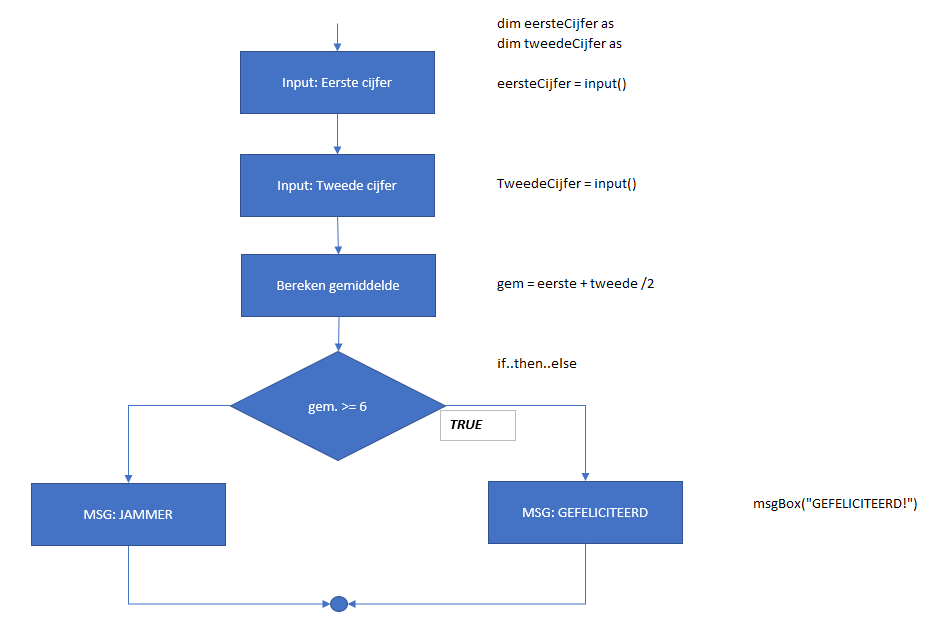 dim eersteCijfer as
dim tweedeCijfer as
Input: Eerste cijfer
eersteCijfer = input()
Input: Tweede cijfer
TweedeCijfer = input()
Bereken gemiddelde
gem = eerste + tweede /2
if..then..else
gem. >= 6
TRUE
MSG: JAMMER
MSG: GEFELICITEERD
msgBox("GEFELICITEERD!")